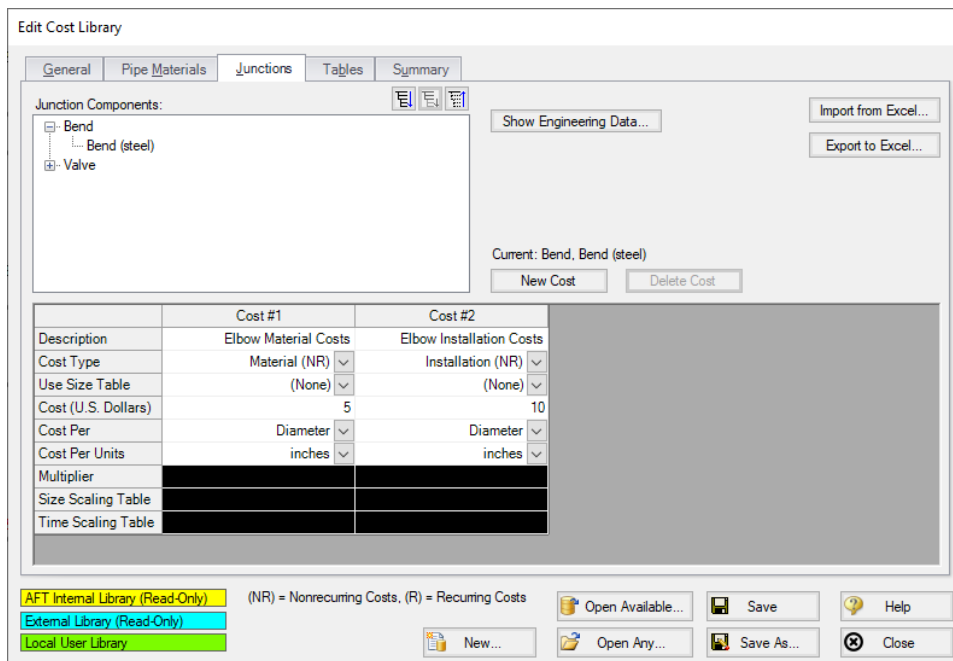 Edit Cost Library
General Pipe Materials Junctions Tables Summary
Junction Components:
Show Engineering Data...
Import from Excel...
Export to Excel...
Bend
Bend (steel)
Valve
Current: Bend, Bend (steel)
New Cost Delete Cost
Cost #1 Cost #2
Description Elbow Material Costs Elbow Installation Costs
Cost Type Material (NR) Installation (NR)
Use Size Table (None) (None)
Cost (U.S. Dollars) 5 10
Cost Per Diameter Diameter
Cost Per Units inches inches
Multiplier
Size Scaling Table
Time Scaling Table
AFT Internal Library (Read-Only) (NR) = Nonrecurring Costs, (R) = Recurring Costs
External Library (Read-Only)
Local User Library
Open Available... Save Help
New... Open Any... Save As... Close